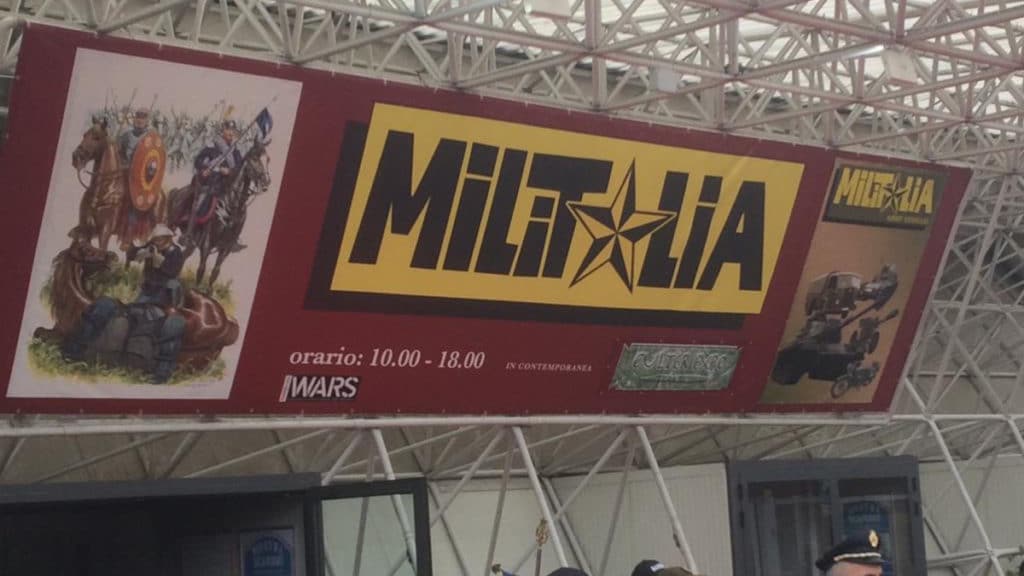 MiLiTALiA
MiLiTALiA
orario: 10.00 - 18.00
IN CONTEMPORANEA
WARS